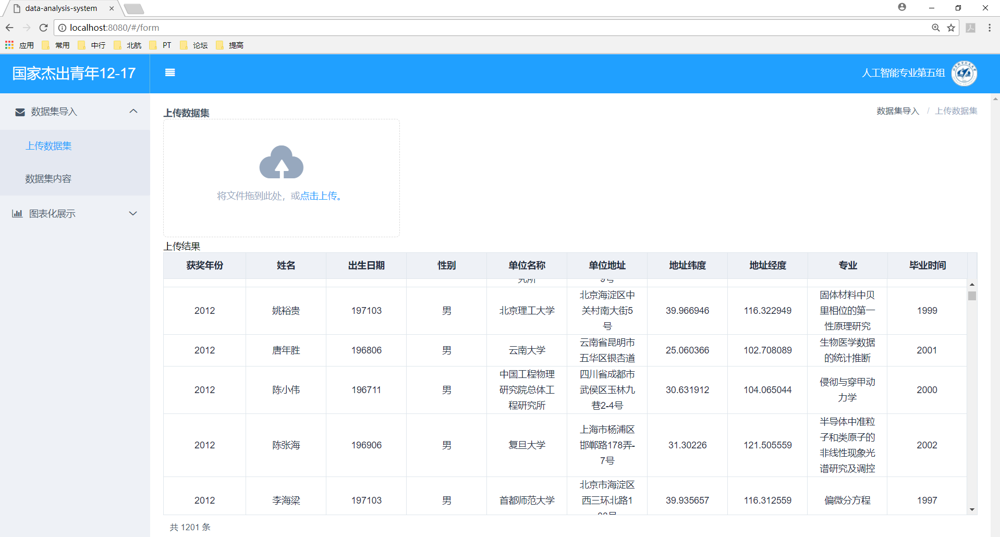 data-analysis-system
localhost:8080/#/form
应用 常用 中行 北航 PT 论坛 提高
国家杰出青年12-17
人工智能专业第五组
数据集导入
上传数据集
数据集内容
图表化展示
上传数据集
数据集导入 / 上传数据集
将文件拖到此处，或点击上传。
上传结果
获奖年份 姓名 出生日期 性别 单位名称 单位地址 地址纬度 地址经度 专业 毕业时间
究所 9号
2012 姚裕贵 197103 男 北京理工大学 北京海淀区中 39.966946 116.322949 固体材料中贝 1999
关村南大街5 里相位的第一
号 性原理研究
2012 唐年胜 196806 男 云南大学 云南省昆明市 25.060366 102.708089 生物医学数据 2001
五华区银杏道 的统计推断
中国工程物理 四川省成都市
2012 陈小伟 196711 男 研究院总体工 武侯区玉林九 30.631912 104.065044 侵彻与穿甲动 2000
程研究所 巷2-4号 力学
半导体中准粒
上海市杨浦区 子和类原子的
2012 陈张海 196906 男 复旦大学 邯郸路178弄- 31.30226 121.505559 非线性现象光 2002
7号 谱研究及调控
北京市海淀区
2012 李海梁 197103 男 首都师范大学 西三环北路1 39.935657 116.312559 偏微分方程 1997
共 1201 条